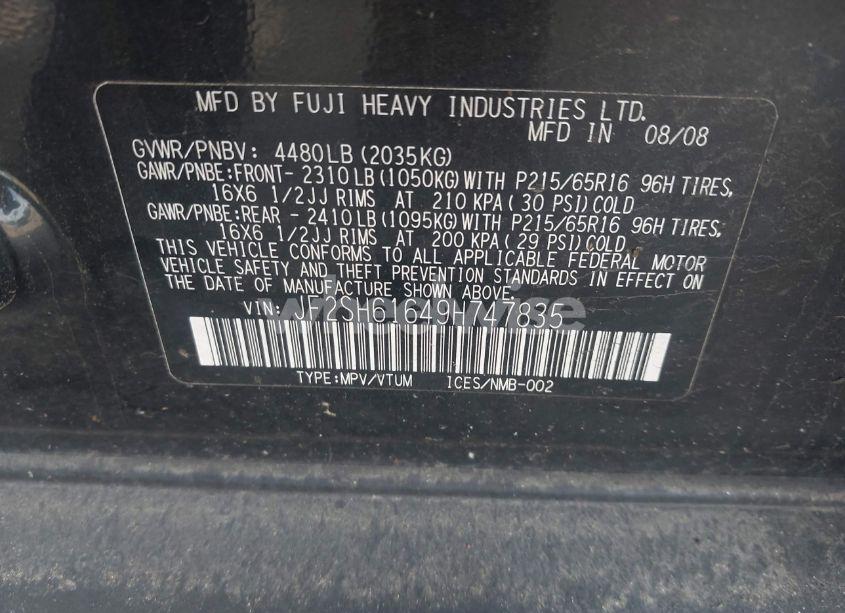 MFD BY FUJI HEAVY INDUSTRIES LTD.
MFD IN 08/08
GVWR/PNBV: 4480LB (2035KG)
GAWR/PNBE:FRONT- 2310LB (1050KG) WITH P215/65R16 96H TIRES,
16X6 1/2JJ RIMS AT 210 KPA ( 30 PSI) COLD
GAWR/PNBE:REAR - 2410LB (1095KG) WITH P215/65R16 96H TIRES,
16X6 1/2JJ RIMS AT 200 KPA ( 29 PSI) COLD
THIS VEHICLE CONFORMS TO ALL APPLICABLE FEDERAL MOTOR
VEHICLE SAFETY AND THEFT PREVENTION STANDARDS IN EFFECT ON
THE DATE OF MANUFACTURE SHOWN ABOVE.
VIN: JF2SH61649H747835
TYPE:MPV/VTUM ICES/NMB-002